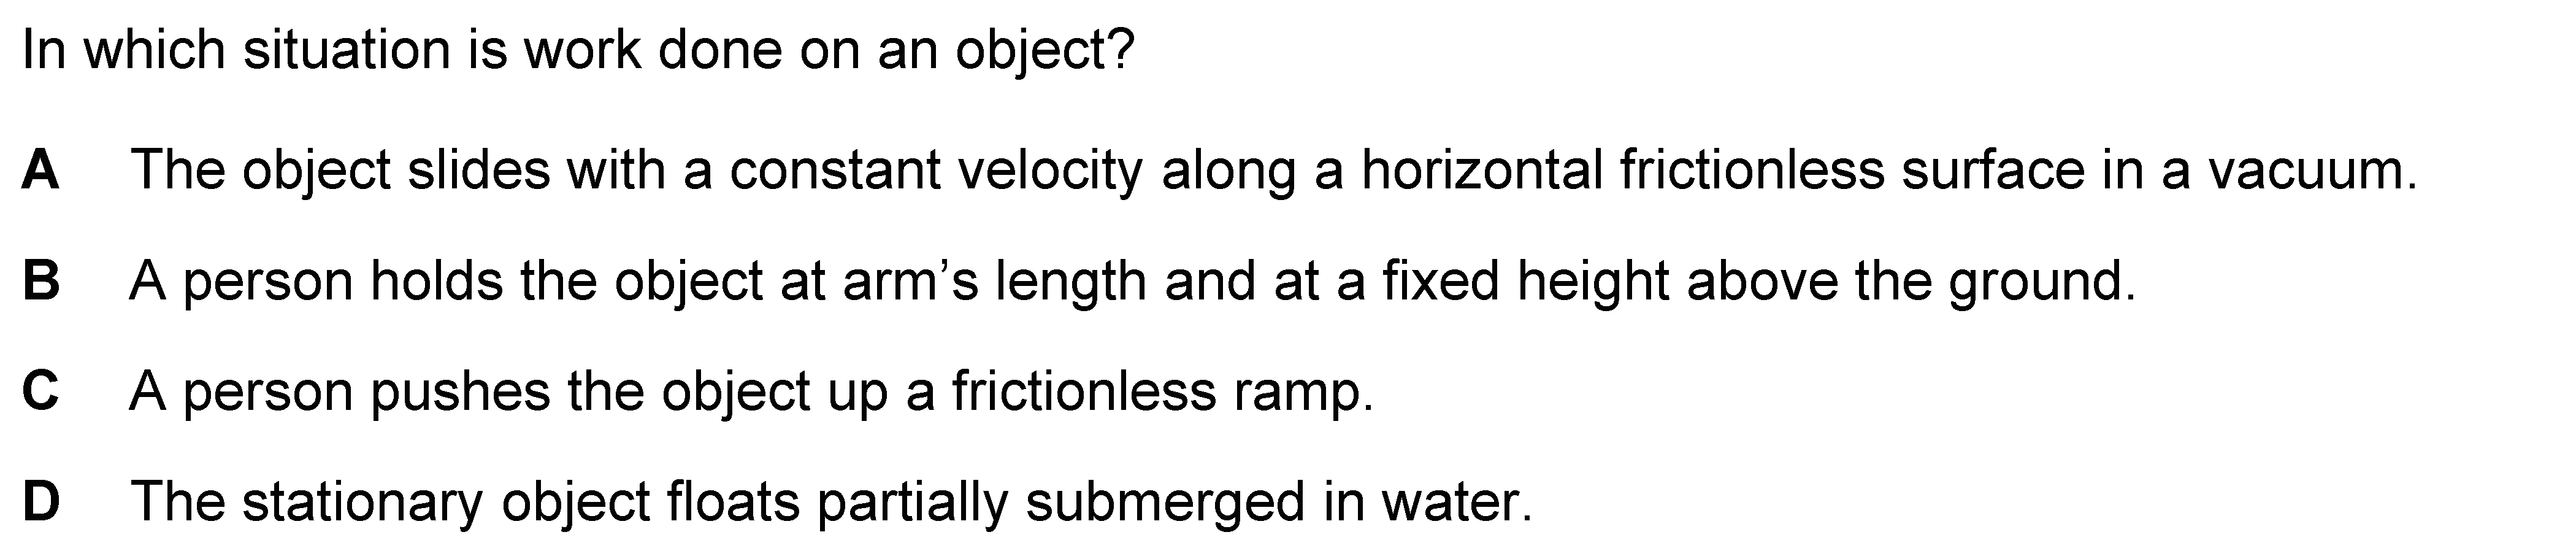 In which situation is work done on an object?
A The object slides with a constant velocity along a horizontal frictionless surface in a vacuum.
B A person holds the object at arm’s length and at a fixed height above the ground.
C A person pushes the object up a frictionless ramp.
D The stationary object floats partially submerged in water.